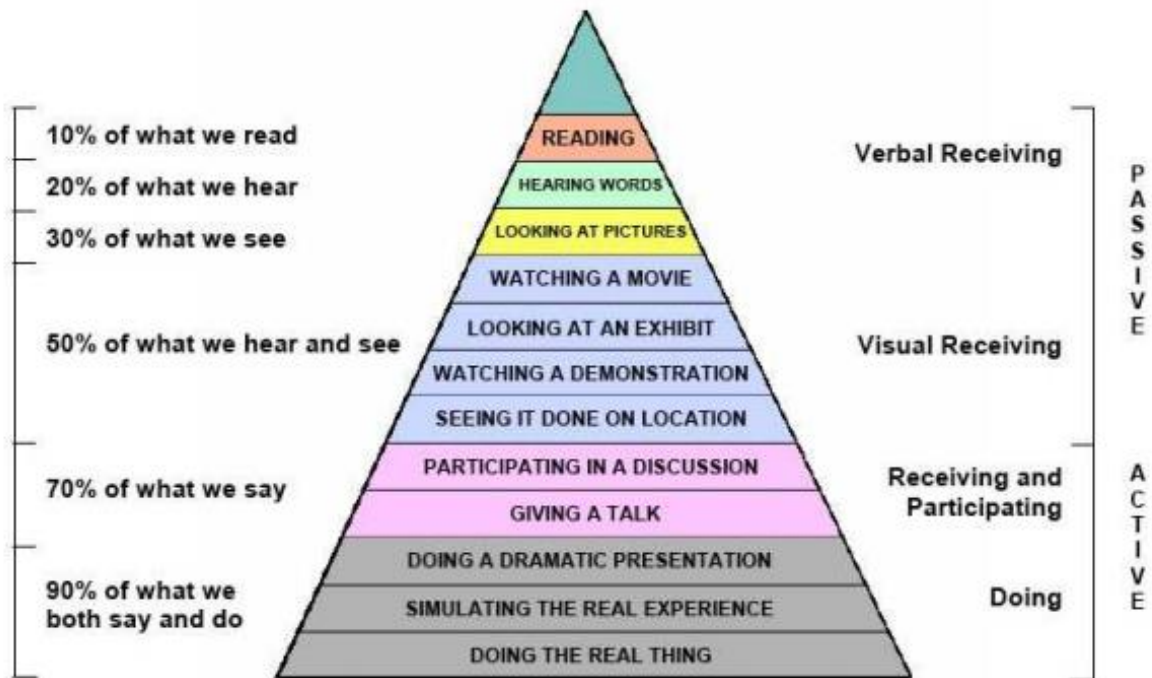 10% of what we read
20% of what we hear
30% of what we see
50% of what we hear and see
70% of what we say
90% of what we
both say and do
READING
HEARING WORDS
LOOKING AT PICTURES
WATCHING A MOVIE
LOOKING AT AN EXHIBIT
WATCHING A DEMONSTRATION
SEEING IT DONE ON LOCATION
PARTICIPATING IN A DISCUSSION
GIVING A TALK
DOING A DRAMATIC PRESENTATION
SIMULATING THE REAL EXPERIENCE
DOING THE REAL THING
Verbal Receiving
Visual Receiving
Receiving and
Participating
Doing
PASSIVE
ACTIVE